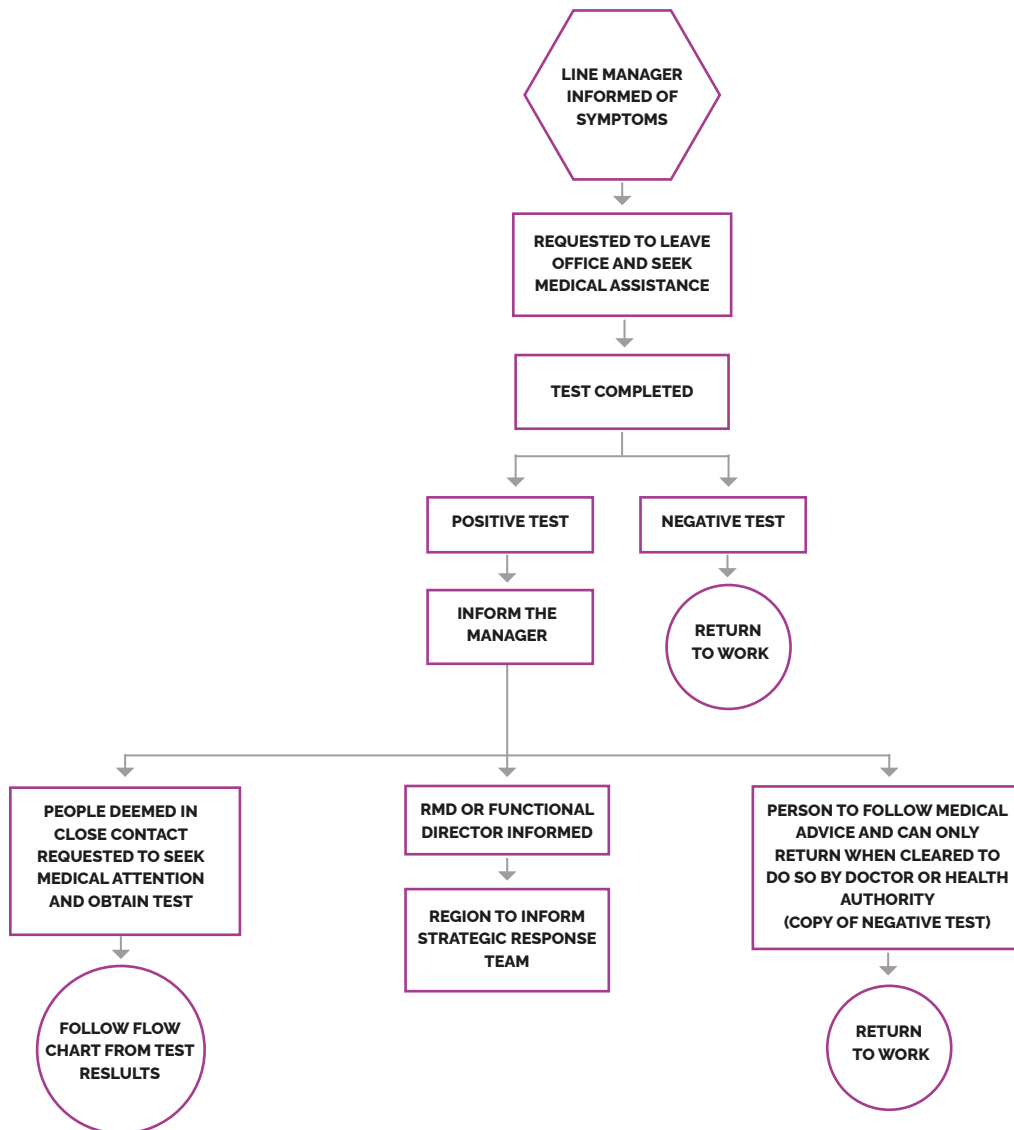 LINE MANAGER
INFORMED OF
SYMPTOMS
REQUESTED TO LEAVE
OFFICE AND SEEK
MEDICAL ASSISTANCE
TEST COMPLETED
POSITIVE TEST
NEGATIVE TEST
INFORM THE
MANAGER
RETURN
TO WORK
PEOPLE DEEMED IN
CLOSE CONTACT
REQUESTED TO SEEK
MEDICAL ATTENTION
AND OBTAIN TEST
RMD OR FUNCTIONAL
DIRECTOR INFORMED
PERSON TO FOLLOW MEDICAL
ADVICE AND CAN ONLY
RETURN WHEN CLEARED TO
DO SO BY DOCTOR OR HEALTH
AUTHORITY
(COPY OF NEGATIVE TEST)
REGION TO INFORM
STRATEGIC RESPONSE
TEAM
FOLLOW FLOW
CHART FROM TEST
RESLULTS
RETURN
TO WORK